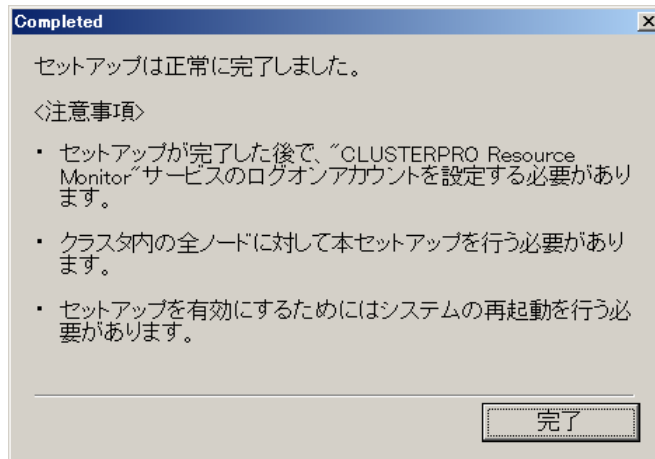 Completed
セットアップは正常に完了しました。
<注意事項>
・ セットアップが完了した後で、"CLUSTERPRO Resource
Monitor"サービスのログオンアカウントを設定する必要があり
ます。
・ クラスタ内の全ノードに対して本セットアップを行う必要があり
ます。
・ セットアップを有効にするためにはシステムの再起動を行う必
要があります。
完了